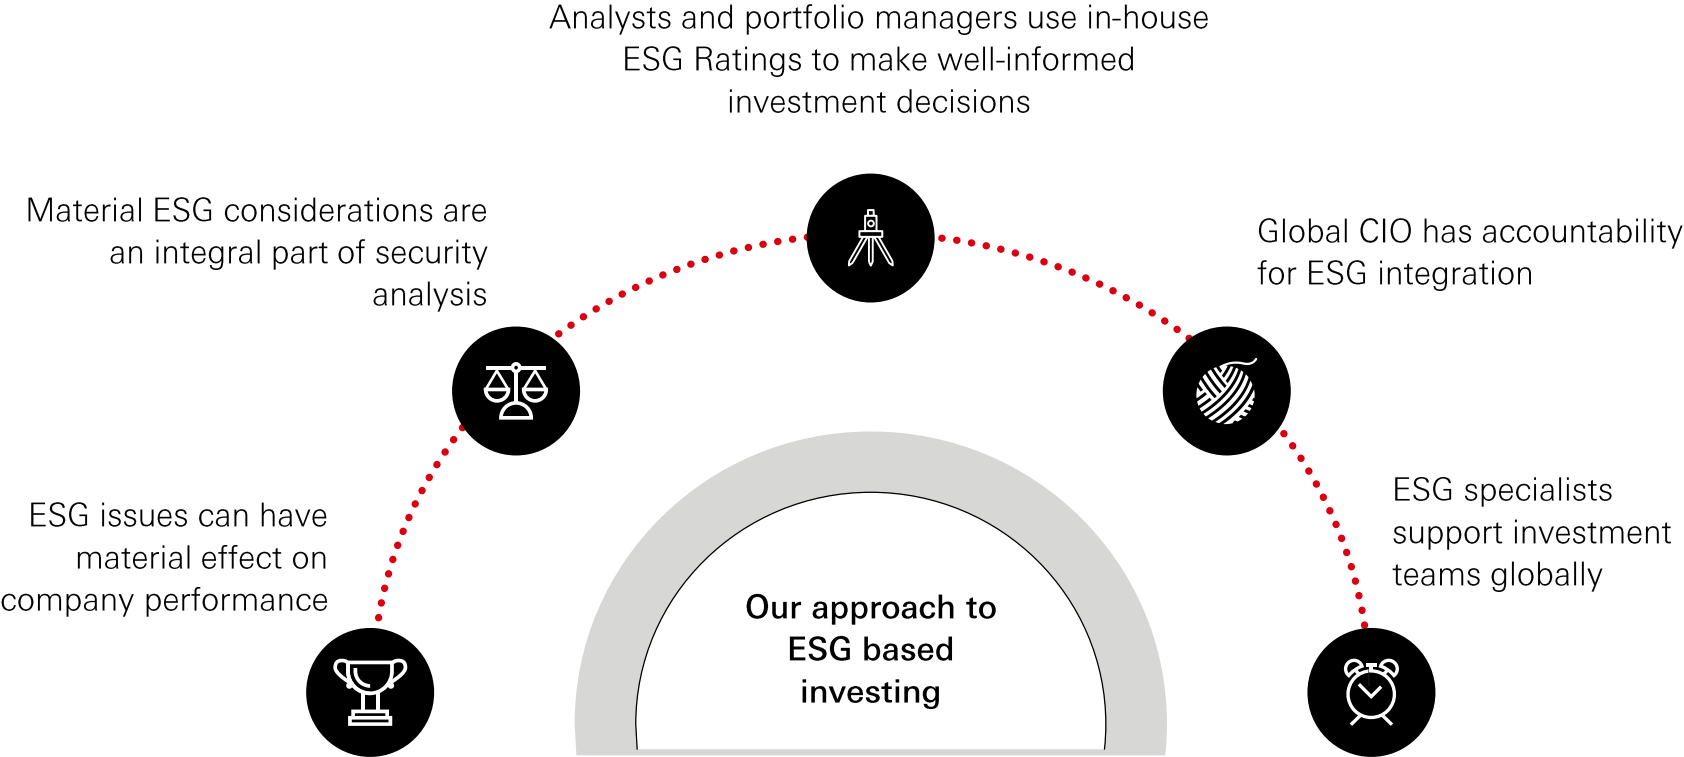 Analysts and portfolio managers use in-house
ESG Ratings to make well-informed
investment decisions
Material ESG considerations are
an integral part of security
analysis
Global CIO has accountability
for ESG integration
ESG issues can have
material effect on
company performance
ESG specialists
support investment
teams globally
Our approach to
ESG based
investing